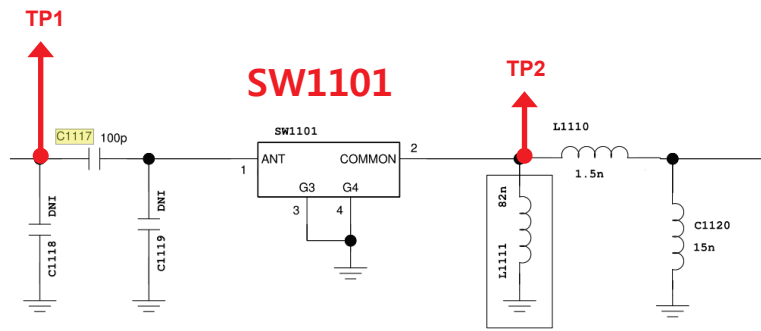 TP1
SW1101
TP2
C1117 100p
SW1101
L1110
1.5n
1
ANT COMMON
2
G3 G4
3 4
DNI
C1118
DNI
C1119
82n
L1111
C1120
15n